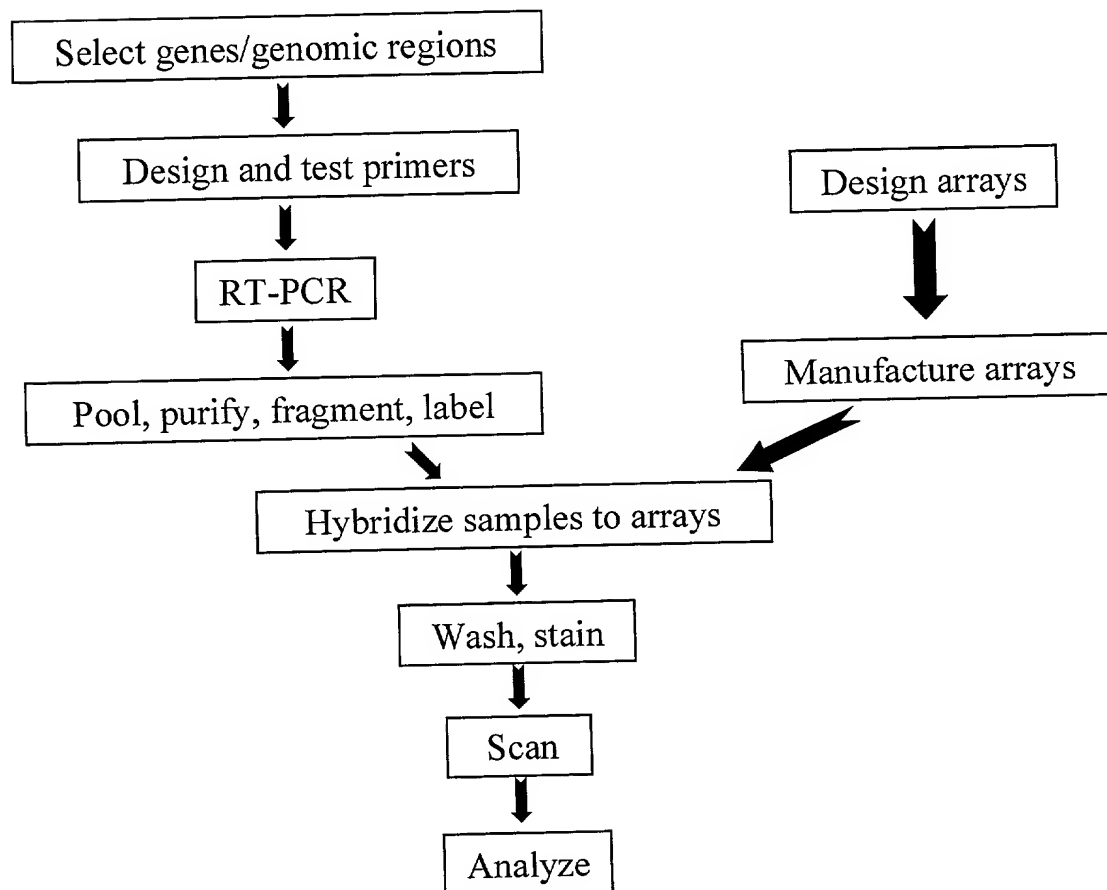 Select genes/genomic regions
Design and test primers
Design arrays
RT-PCR
Manufacture arrays
Pool, purify, fragment, label
Hybridize samples to arrays
Wash, stain
Scan
Analyze